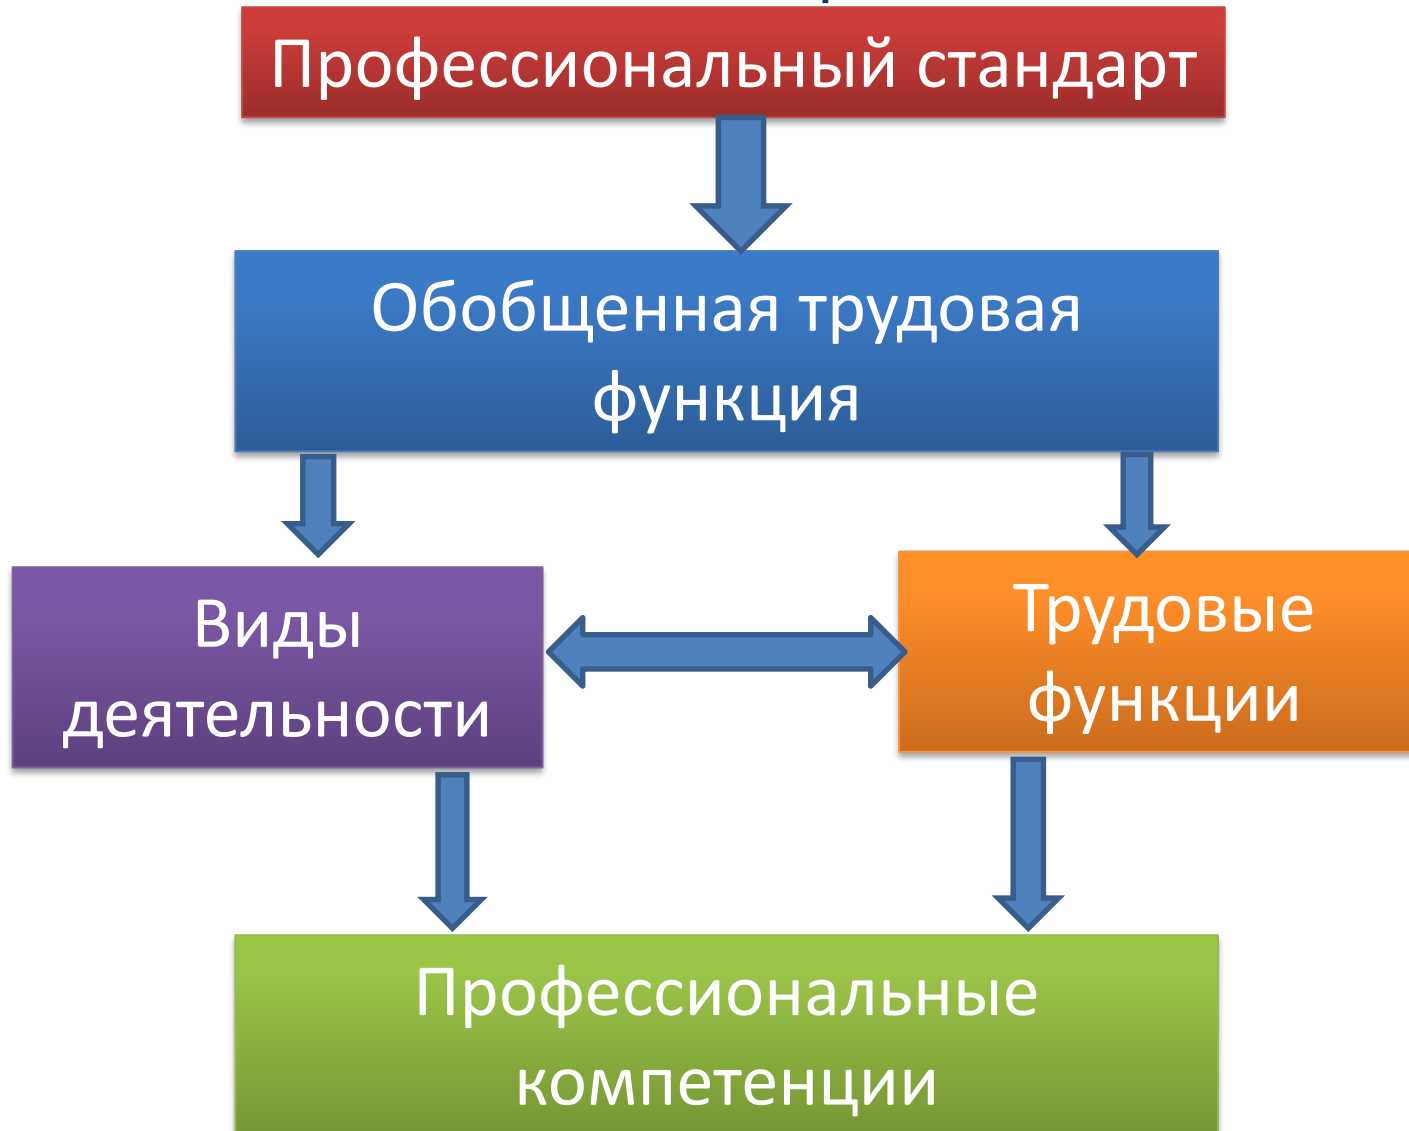 Профессиональный стандарт
Обобщенная трудовая
функция
Виды
деятельности
Трудовые
функции
Профессиональные
компетенции